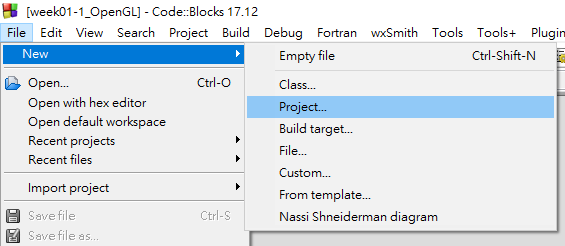 [week01-1_OpenGL] - Code::Blocks 17.12
File Edit View Search Project Build Debug Fortran wxSmith Tools Tools+ Plugin
New
Open... Ctrl-O
Open with hex editor
Open default workspace
Recent projects
Recent files
Import project
Save file Ctrl-S
Save file as...
Empty file Ctrl-Shift-N
Class...
Project...
Build target...
File...
Custom...
From template...
Nassi Shneiderman diagram